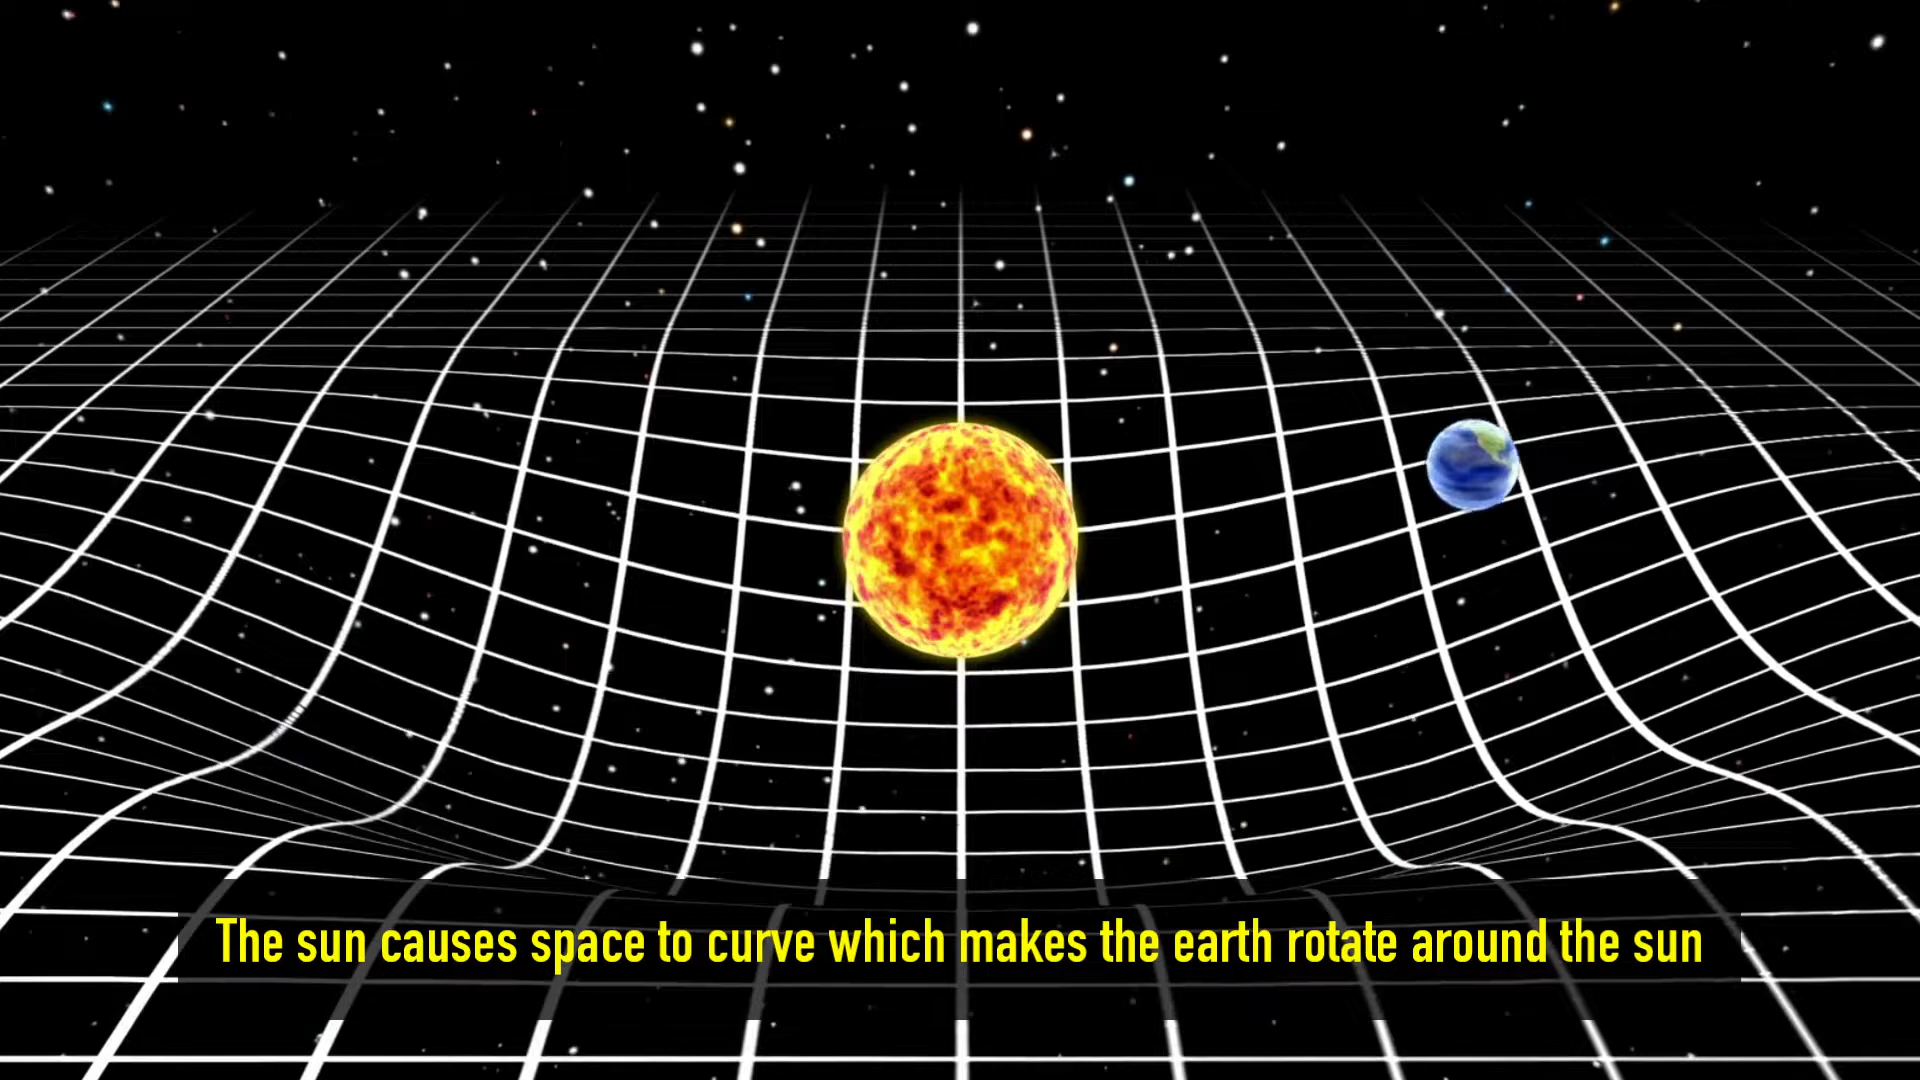 The sun causes space to curve which makes the earth rotate around the sun